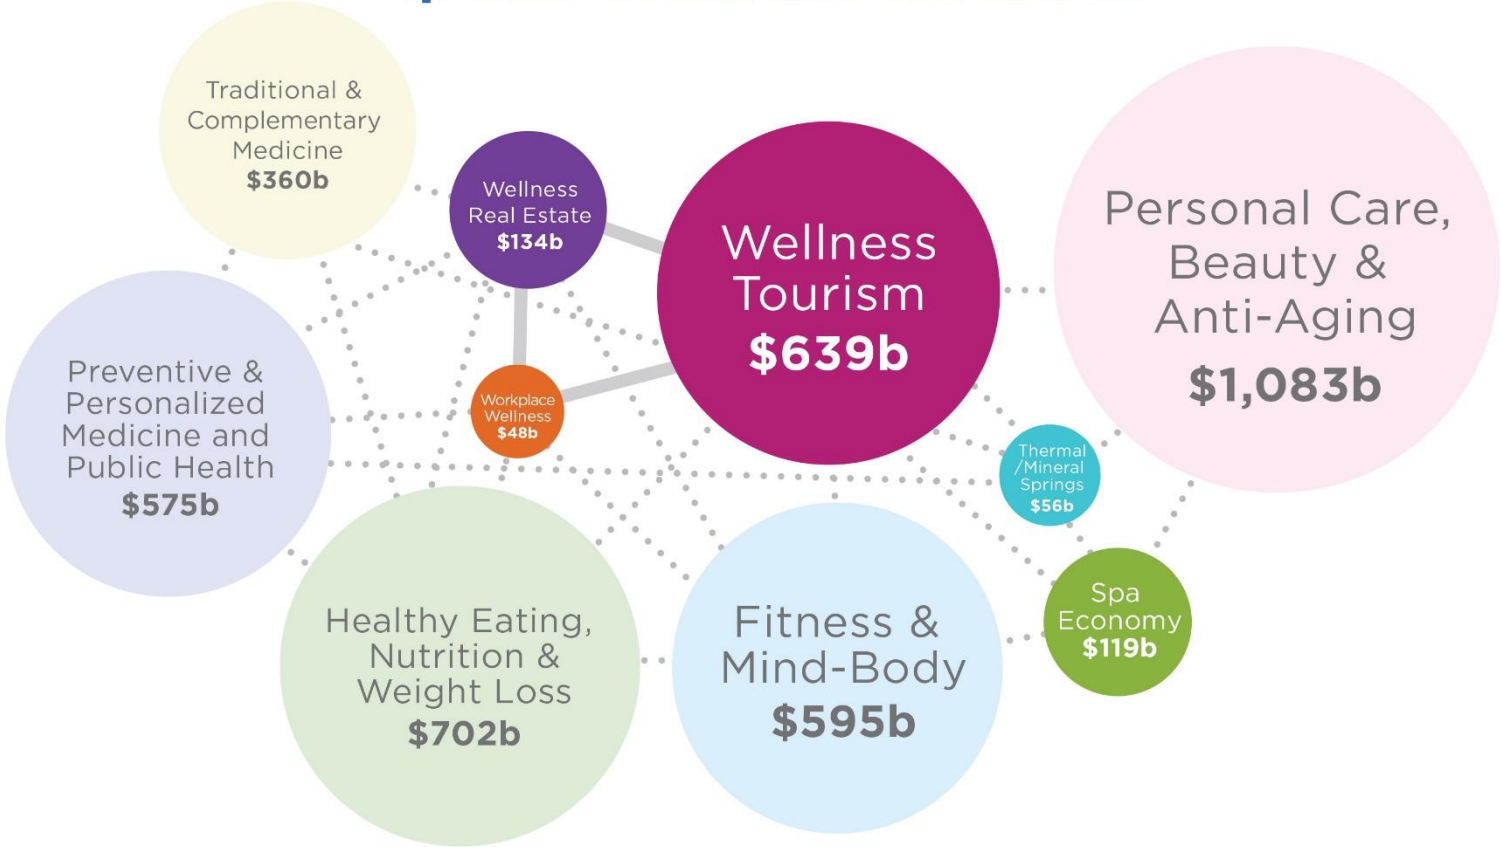 Traditional &
Complementary
Medicine
$360b
Wellness
Real Estate
$134b
Wellness
Tourism
$639b
Personal Care,
Beauty &
Anti-Aging
$1,083b
Preventive &
Personalized
Medicine and
Public Health
$575b
Workplace
Wellness
$48b
Thermal
/Mineral
Springs
$56b
Healthy Eating,
Nutrition &
Weight Loss
$702b
Fitness &
Mind-Body
$595b
Spa
Economy
$119b